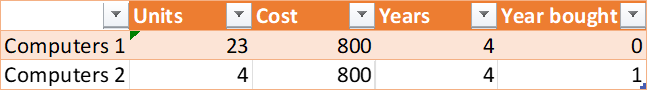 Units Cost Years Year bought
Computers 1 23 800 4 0
Computers 2 4 800 4 1